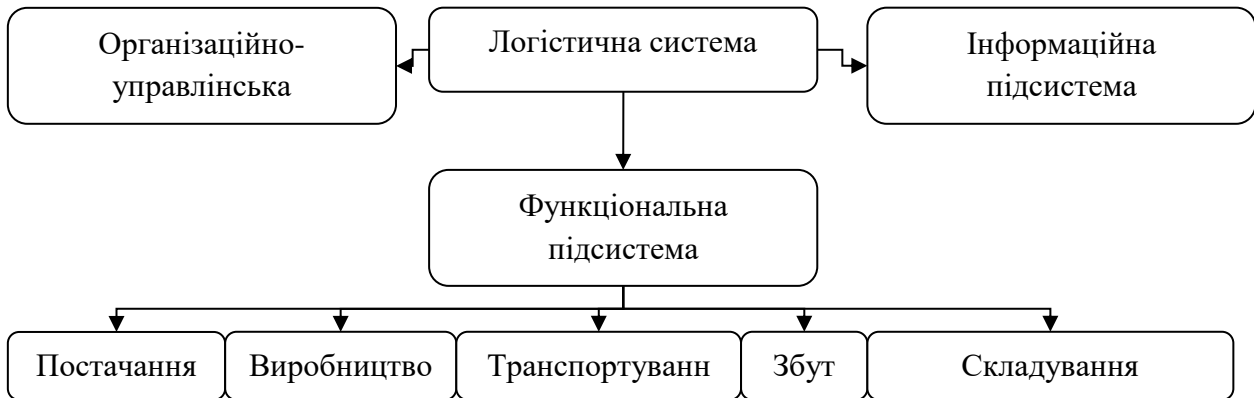 Організаційно-
управлінська
Логістична система
Інформаційна
підсистема
Функціональна
підсистема
Постачання
Виробництво
Транспортуванн
Збут
Складування